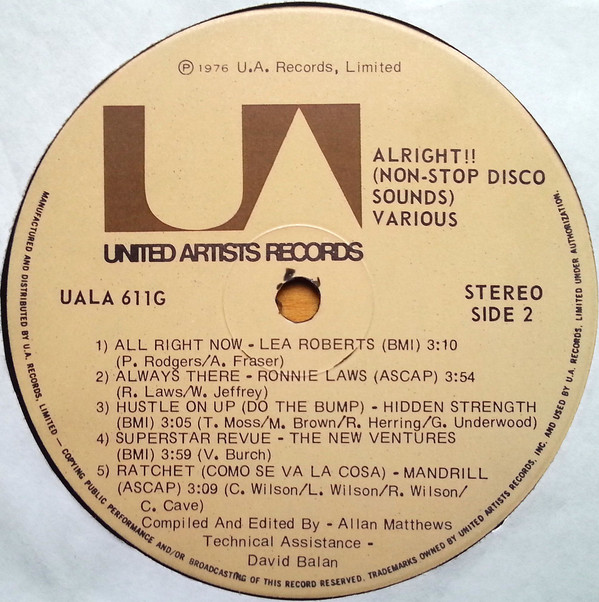 ℗ 1976 U.A. Records, Limited
UA
UNITED ARTISTS RECORDS
ALRIGHT!!
(NON-STOP DISCO
SOUNDS)
VARIOUS
UALA 611G
STEREO
SIDE 2
1) ALL RIGHT NOW - LEA ROBERTS (BMI) 3:10
(P. Rodgers/A. Fraser)
2) ALWAYS THERE - RONNIE LAWS (ASCAP) 3:54
(R. Laws/W. Jeffrey)
3) HUSTLE ON UP (DO THE BUMP) - HIDDEN STRENGTH
(BMI) 3:05 (T. Moss/M. Brown/R. Herring/G. Underwood)
4) SUPERSTAR REVUE - THE NEW VENTURES
(BMI) 3:59 (V. Burch)
5) RATCHET (COMO SE VA LA COSA) - MANDRILL
(ASCAP) 3:09 (C. Wilson/L. Wilson/R. Wilson/
C. Cave)
Compiled And Edited By - Allan Matthews
Technical Assistance -
David Balan
MANUFACTURED AND DISTRIBUTED BY U.A. RECORDS, LIMITED — COPYING PUBLIC PERFORMANCE AND/OR BROADCASTING OF THIS RECORD RESERVED. TRADEMARKS OWNED BY UNITED ARTISTS RECORDS, INC. AND USED BY U.A. RECORDS, LIMITED UNDER AUTHORIZATION.